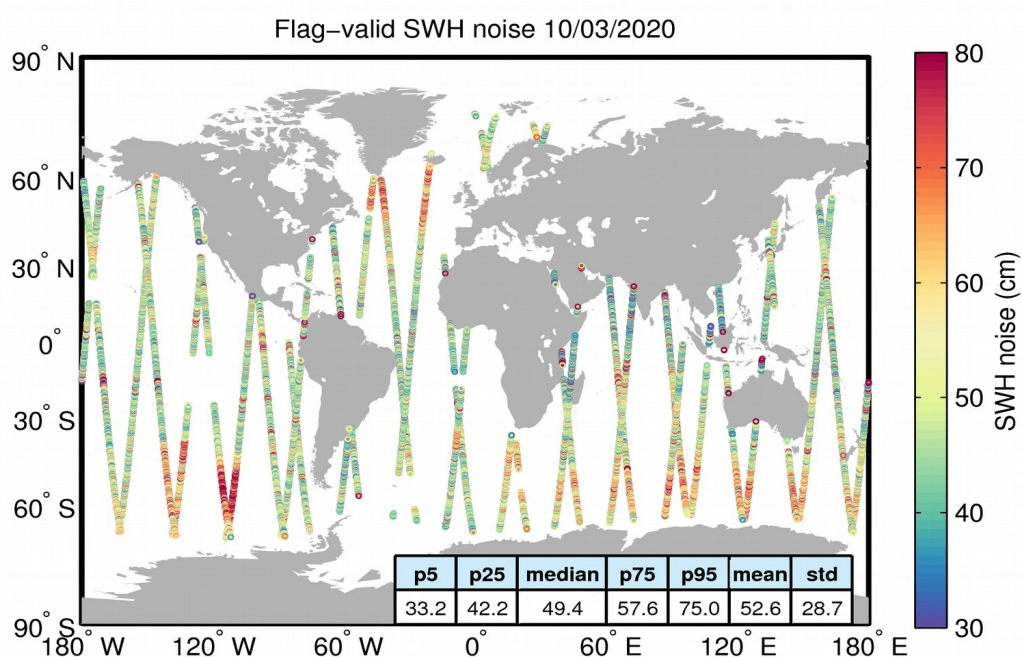 Flag−valid SWH noise 10/03/2020
90° N
60° N
30° N
0°
30° S
60° S
90° S
180° W 120° W 60° W 0° 60° E 120° E 180° E
80
70
60
50
40
30
SWH noise (cm)
p5 p25 median p75 p95 mean std
33.2 42.2 49.4 57.6 75.0 52.6 28.7